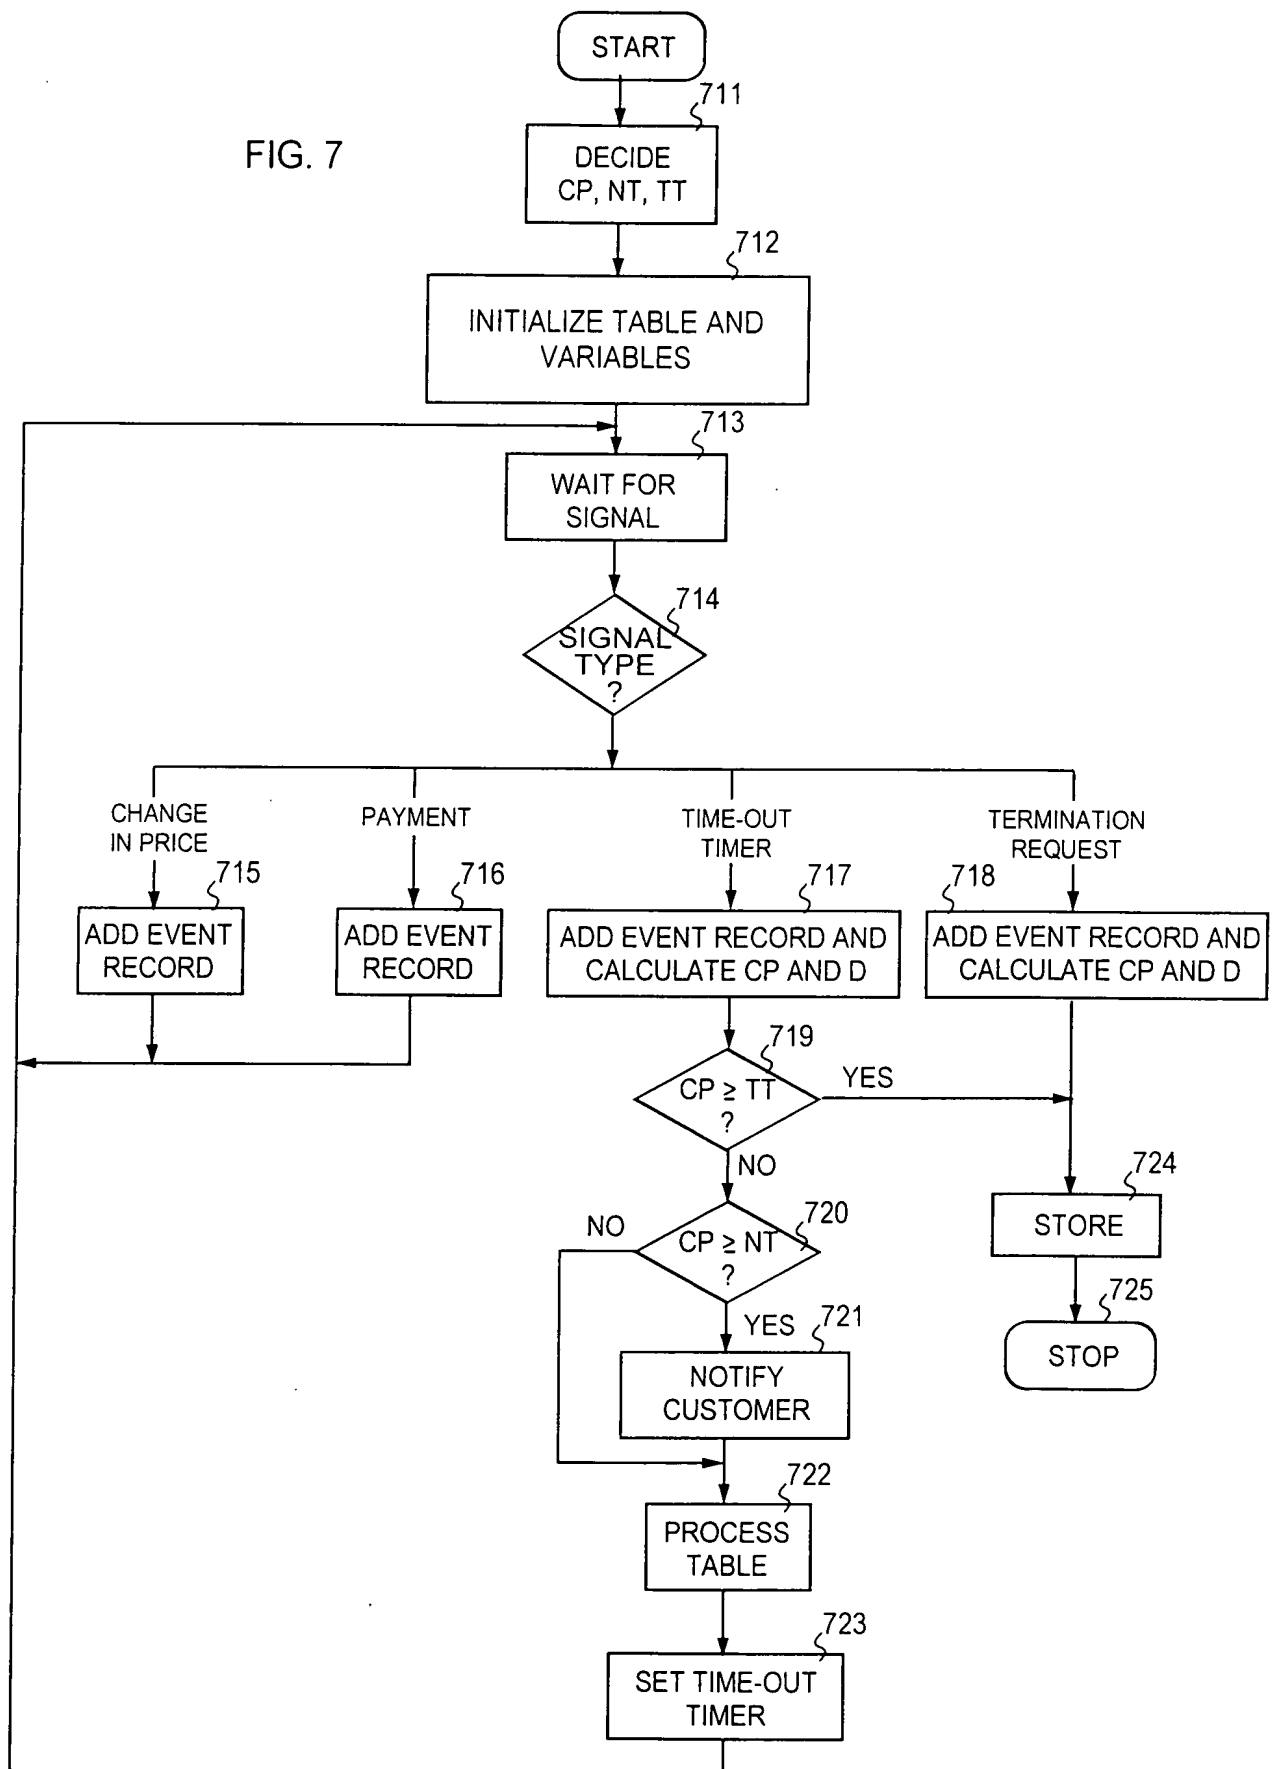 START
711
FIG. 7
DECIDE
CP, NT, TT
712
INITIALIZE TABLE AND
VARIABLES
713
WAIT FOR
SIGNAL
714
SIGNAL
TYPE
?
CHANGE
IN PRICE
PAYMENT
TIME-OUT
TIMER
TERMINATION
REQUEST
715
ADD EVENT
RECORD
716
ADD EVENT
RECORD
717
ADD EVENT RECORD AND
CALCULATE CP AND D
718
ADD EVENT RECORD AND
CALCULATE CP AND D
719
CP ≥ TT
?
YES
NO
720
CP ≥ NT
?
NO
YES
721
NOTIFY
CUSTOMER
722
PROCESS
TABLE
723
SET TIME-OUT
TIMER
724
STORE
725
STOP